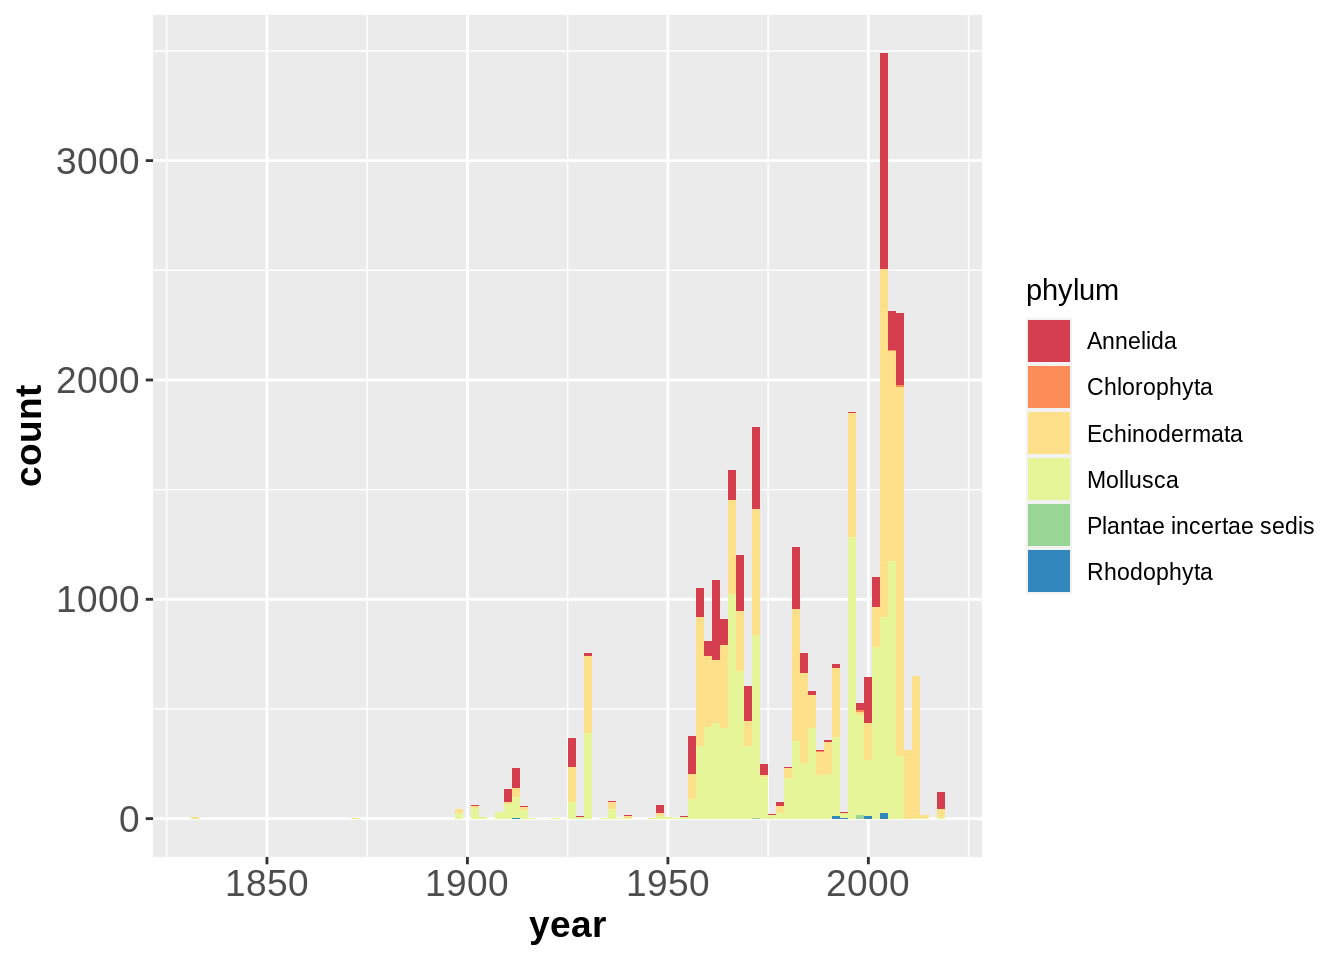 3000
2000
1000
0
count
1850
1900
1950
2000
year
phylum
Annelida
Chlorophyta
Echinodermata
Mollusca
Plantae incertae sedis
Rhodophyta